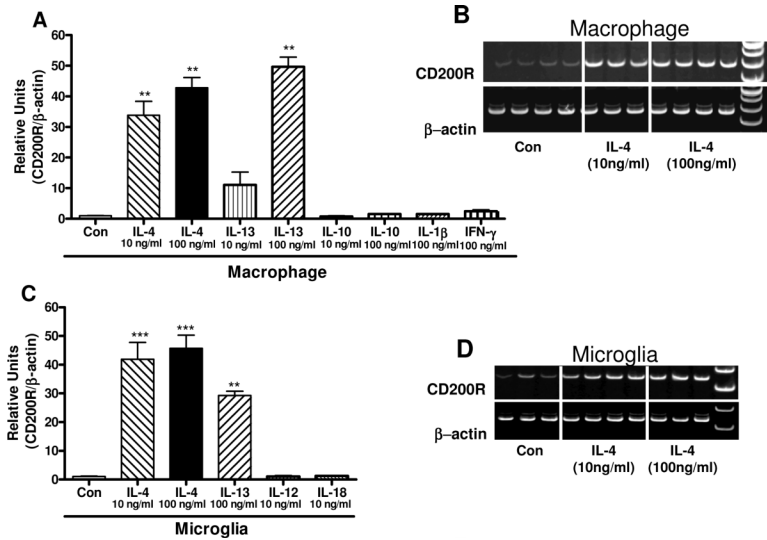 A
Relative Units
(CD200R/β-actin)
60
50
40
30
20
10
0
**
**
**
Con
IL-4
10 ng/ml
IL-4
100 ng/ml
IL-13
10 ng/ml
IL-13
100 ng/ml
IL-10
10 ng/ml
IL-10
100 ng/ml
IL-1β
100 ng/ml
IFN-γ
100 ng/ml
Macrophage
B
Macrophage
CD200R
β-actin
Con
IL-4
(10ng/ml)
IL-4
(100ng/ml)
C
Relative Units
(CD200R/β-actin)
60
50
40
30
20
10
0
***
***
**
Con
IL-4
10 ng/ml
IL-4
100 ng/ml
IL-13
100 ng/ml
IL-12
10 ng/ml
IL-18
10 ng/ml
Microglia
D
Microglia
CD200R
β-actin
Con
IL-4
(10ng/ml)
IL-4
(100ng/ml)